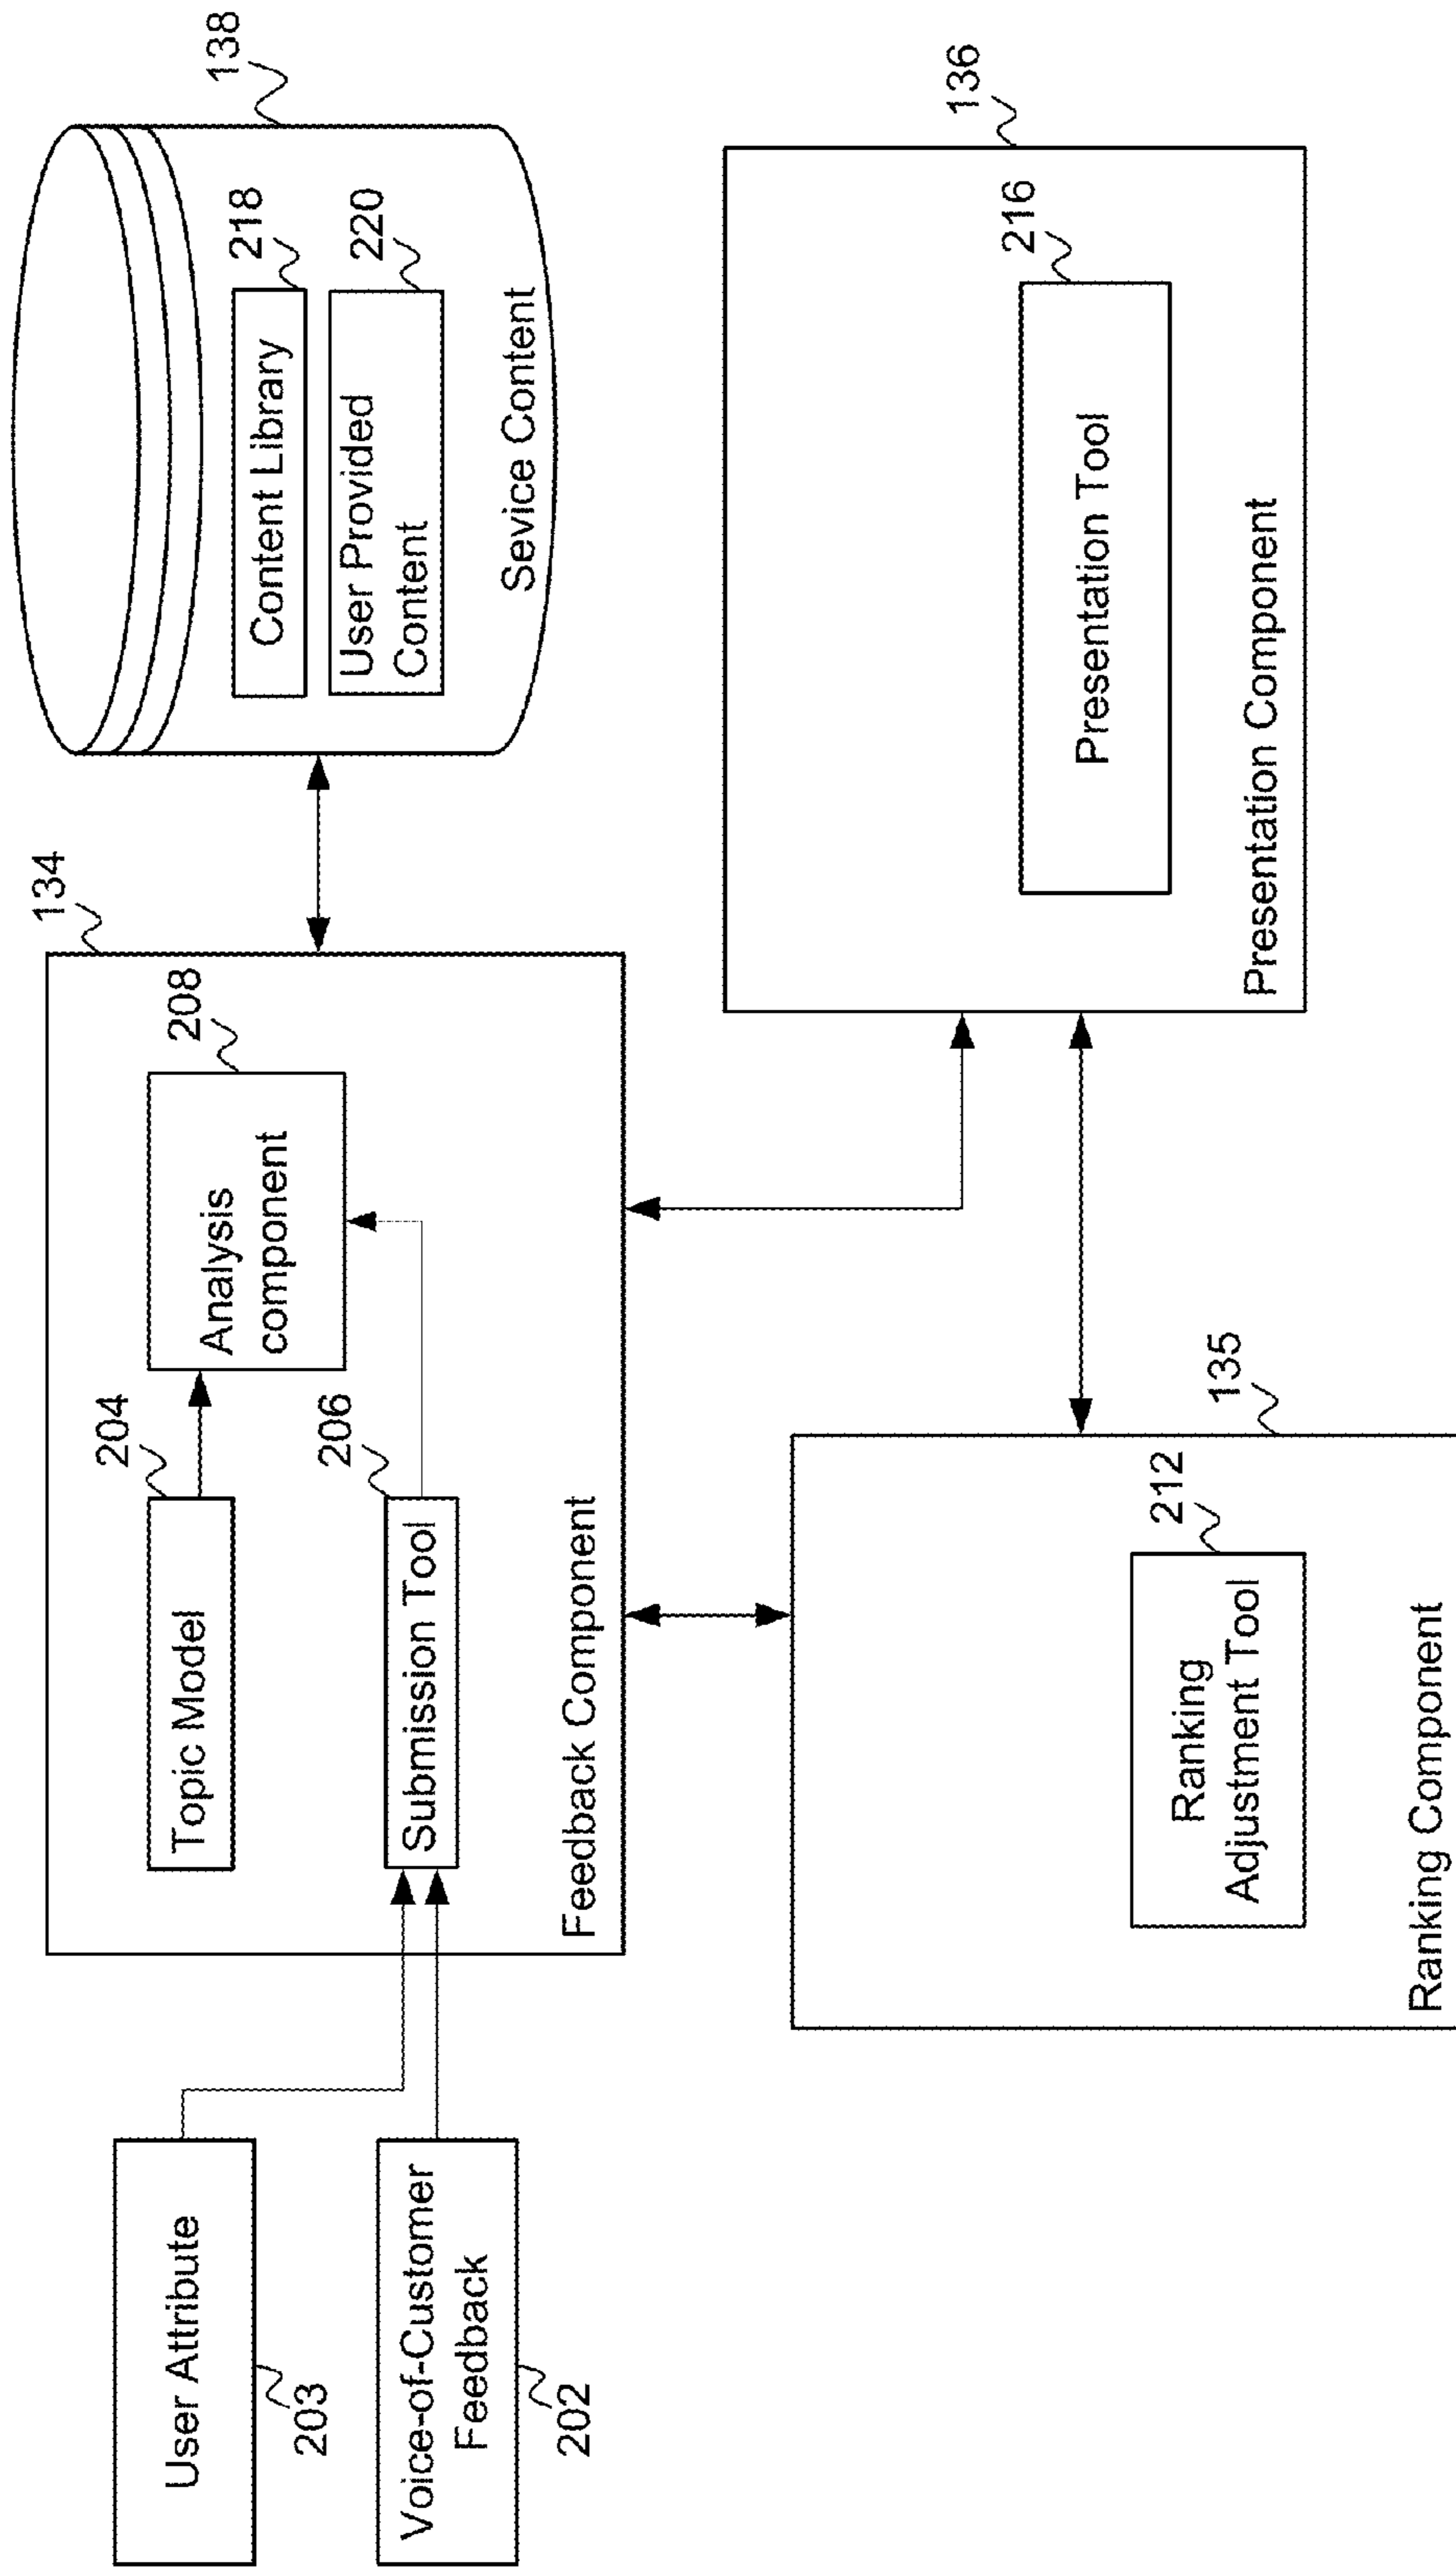 User Attribute
203
Voice-of-Customer
Feedback
202
134
Topic Model
204
Submission Tool
206
Analysis
component
208
Feedback Component
138
Content Library
218
User Provided
Content
220
Sevice Content
135
Ranking
Adjustment Tool
212
Ranking Component
136
Presentation Tool
216
Presentation Component